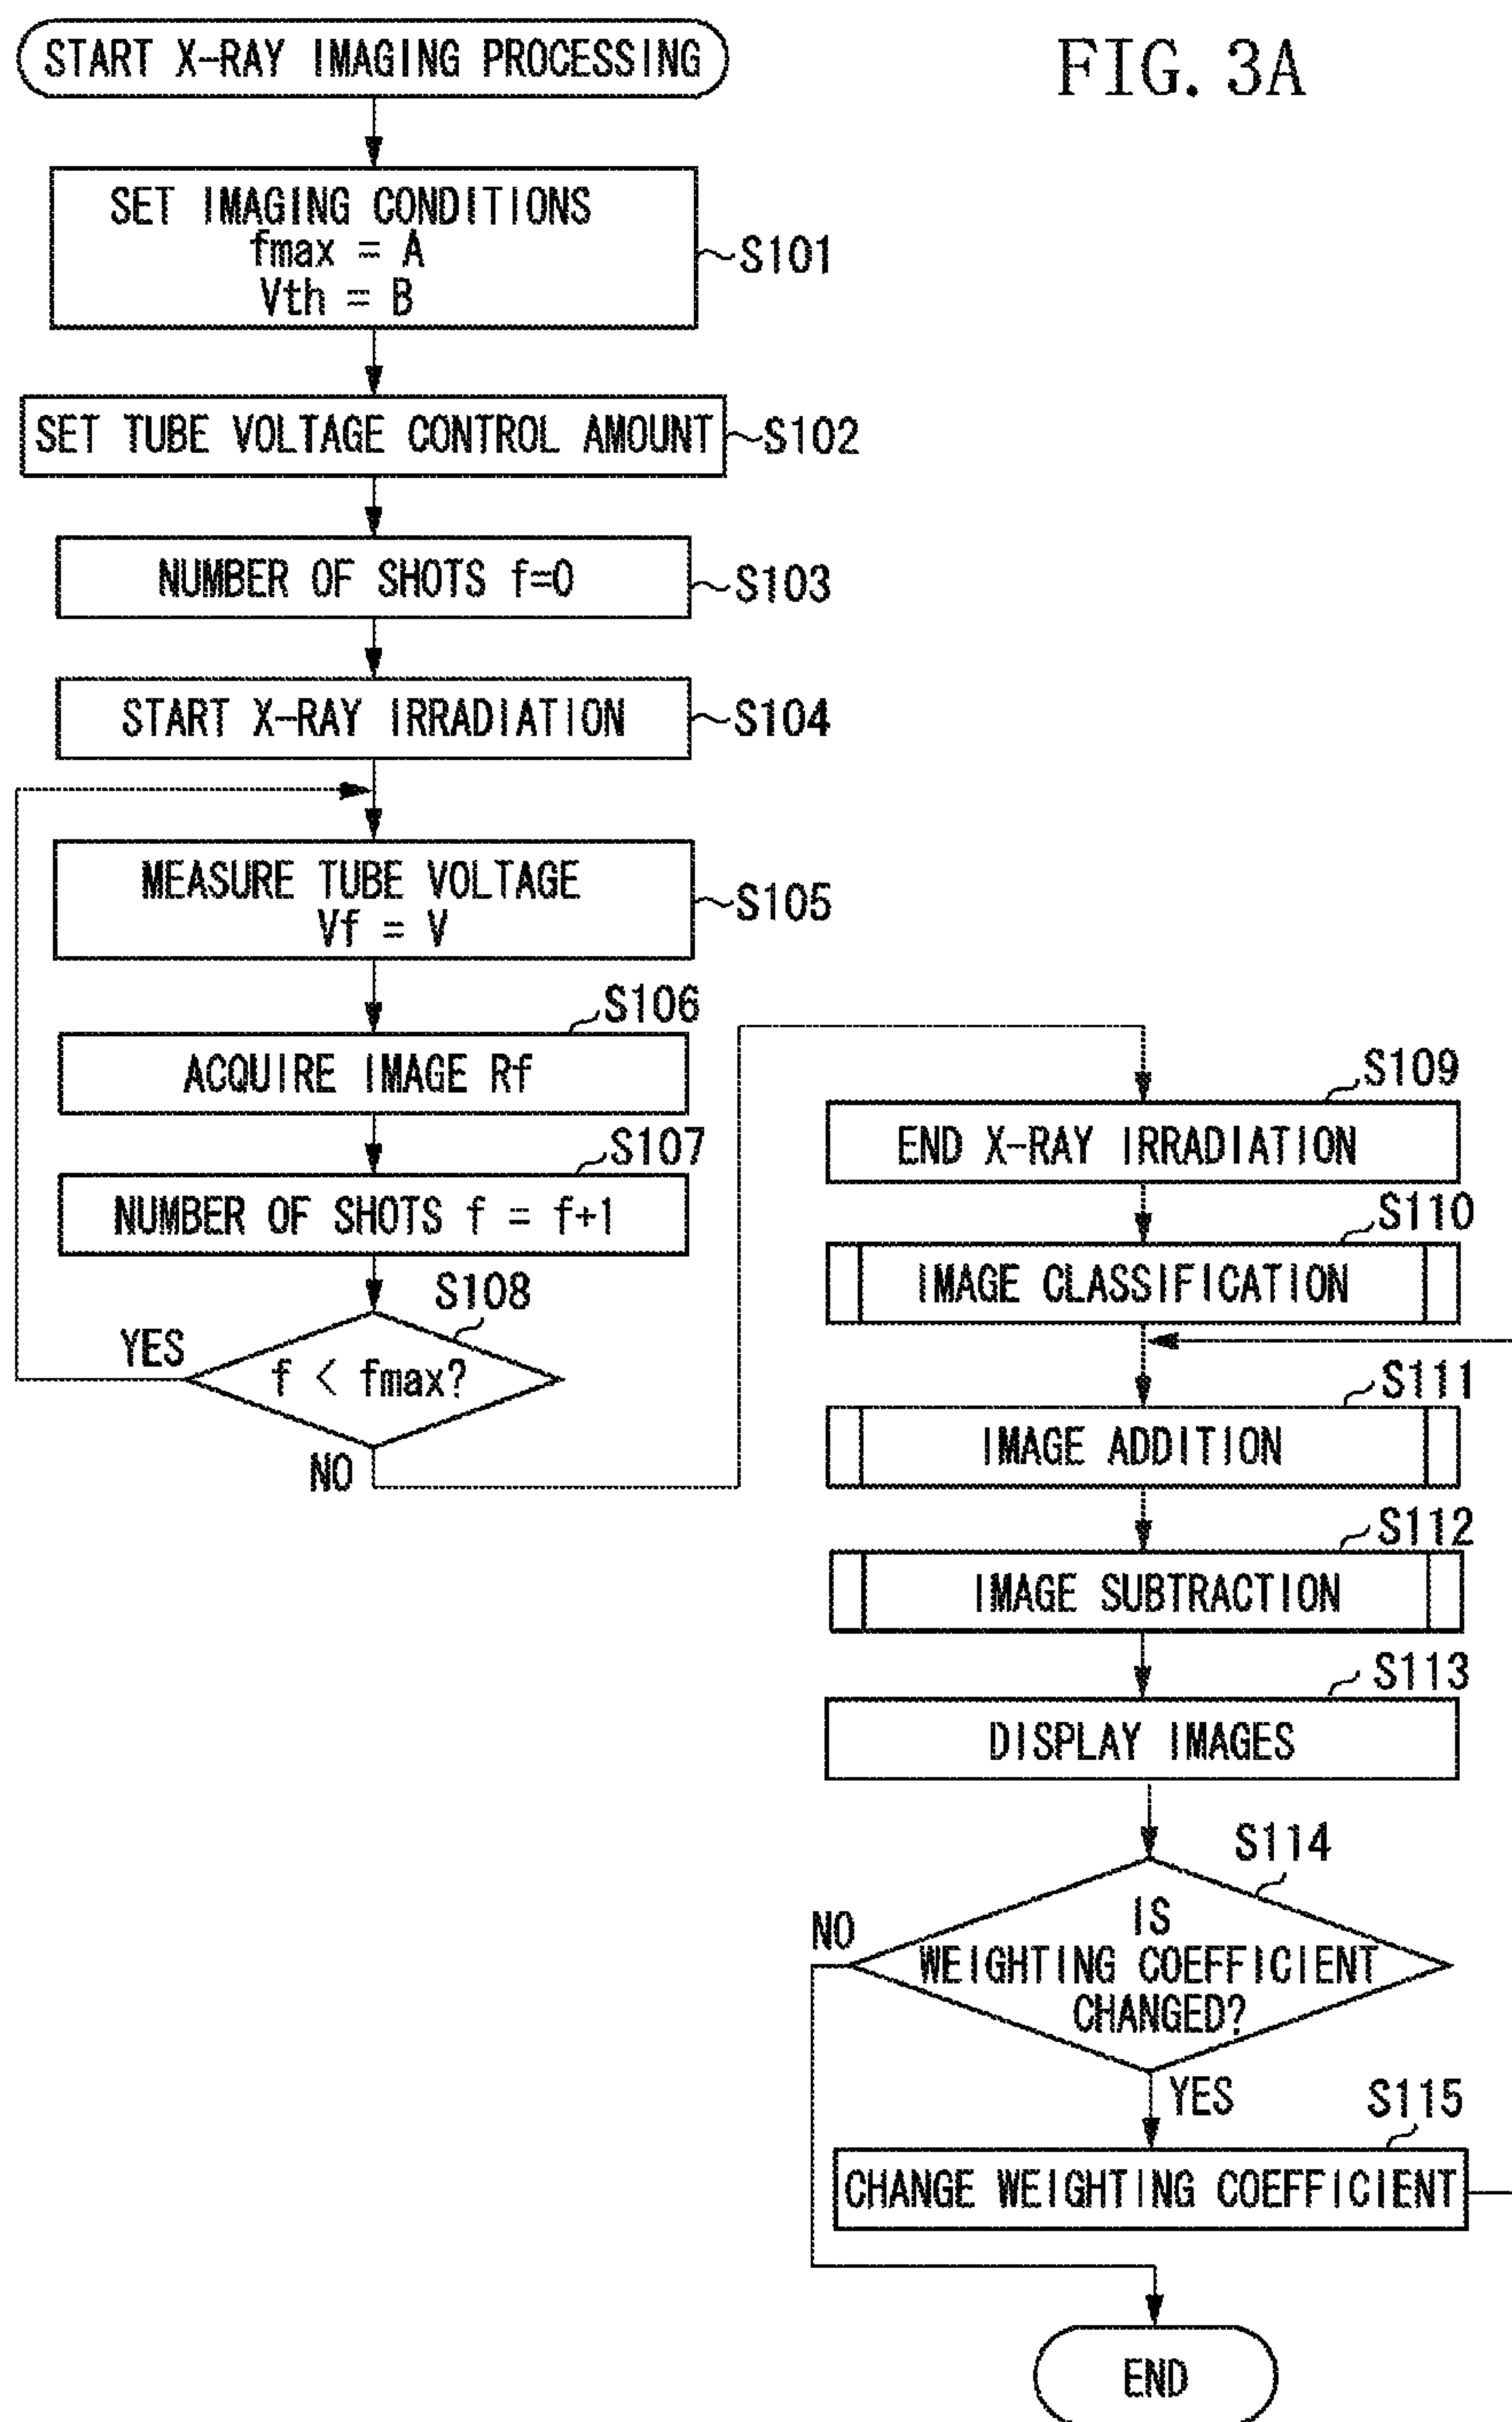 FIG. 3A
START X-RAY IMAGING PROCESSING
SET IMAGING CONDITIONS
fmax = A
Vth = B
S101
SET TUBE VOLTAGE CONTROL AMOUNT
S102
NUMBER OF SHOTS f=0
S103
START X-RAY IRRADIATION
S104
MEASURE TUBE VOLTAGE
Vf = V
S105
S106
ACQUIRE IMAGE Rf
S107
NUMBER OF SHOTS f = f+1
S108
YES
f < fmax?
NO
S109
END X-RAY IRRADIATION
S110
IMAGE CLASSIFICATION
S111
IMAGE ADDITION
S112
IMAGE SUBTRACTION
S113
DISPLAY IMAGES
S114
NO
IS
WEIGHTING COEFFICIENT
CHANGED?
YES
S115
CHANGE WEIGHTING COEFFICIENT
END